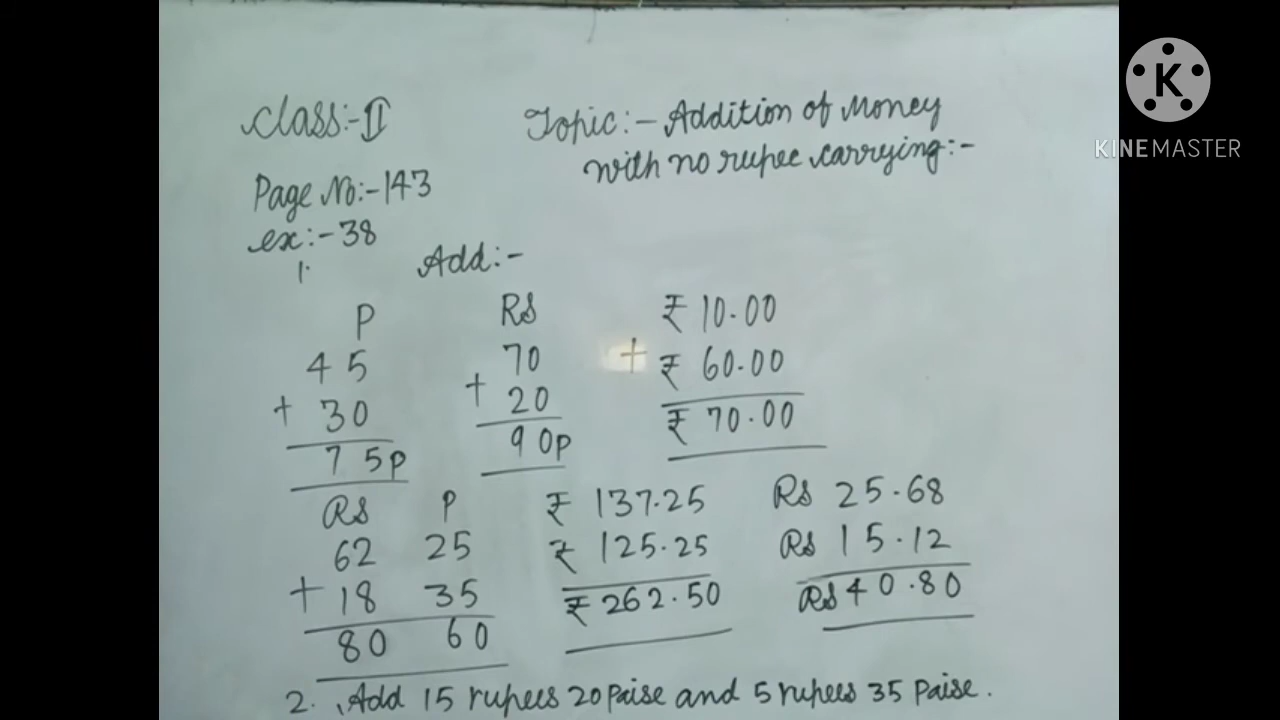 Class:- II
Topic:- Addition of Money
with no rupee carrying:-
Page No:- 143
ex:- 38
1.
Add:-
P
45
+ 30
75p
RS
70
+ 20
90p
₹ 10.00
+ ₹ 60.00
₹ 70.00
RS P
62 25
+ 18 35
80 60
₹ 137.25
₹ 125.25
₹ 262.50
RS 25.68
RS 15.12
RS 40.80
2. Add 15 rupees 20 Paise and 5 rupees 35 Paise.
K
KINEMASTER